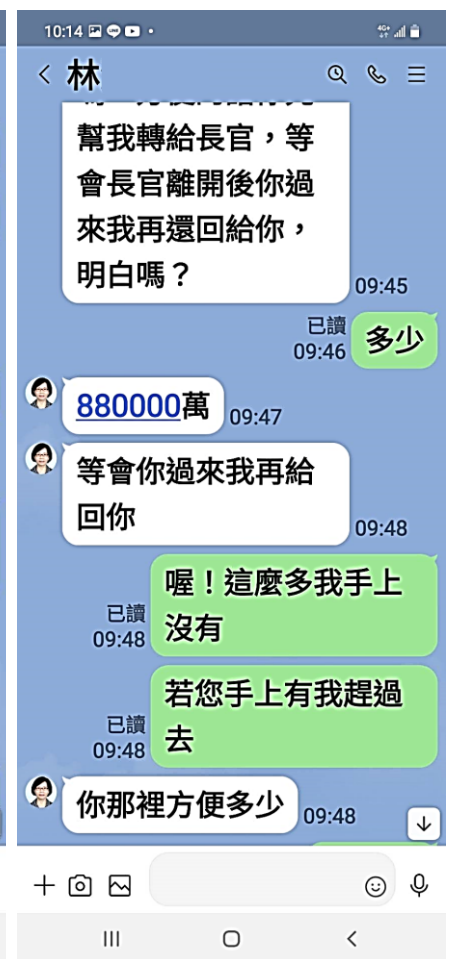 10:14
林
幫我轉給長官，等
會長官離開後你過
來我再還回給你，
明白嗎？
09:45
已讀
09:46
多少
880000萬
09:47
等會你過來我再給
回你
09:48
喔！這麼多我手上
沒有
已讀
09:48
若您手上有我趕過
去
已讀
09:48
你那裡方便多少
09:48